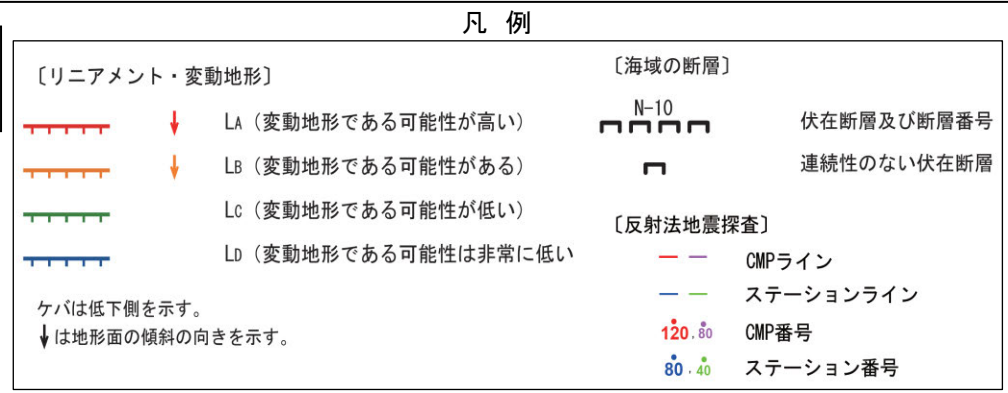 凡 例
〔リニアメント・変動地形〕
LA（変動地形である可能性が高い）
LB（変動地形である可能性がある）
LC（変動地形である可能性が低い）
LD（変動地形である可能性は非常に低い
ケバは低下側を示す。
↓は地形面の傾斜の向きを示す。
〔海域の断層〕
N-10
伏在断層及び断層番号
連続性のない伏在断層
〔反射法地震探査〕
CMPライン
ステーションライン
120 . 80 CMP番号
80 . 40 ステーション番号